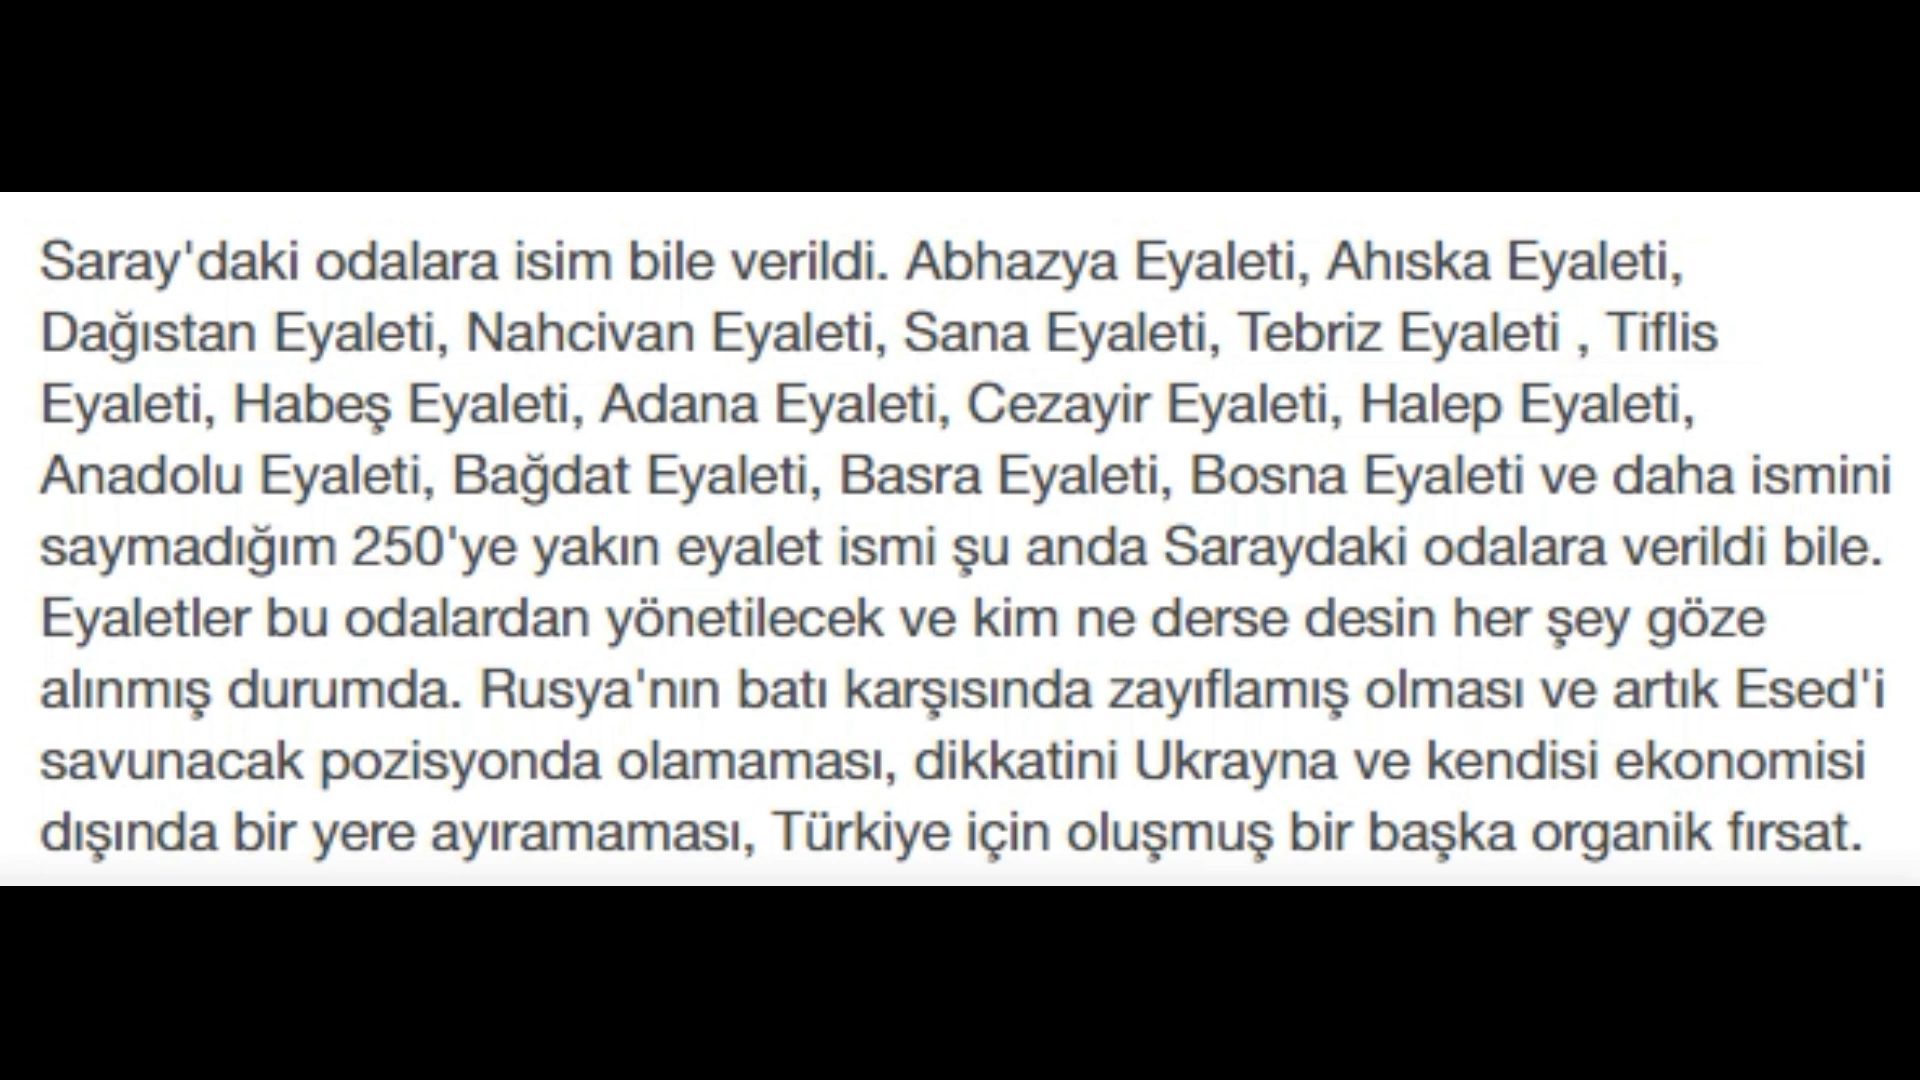 Saray'daki odalara isim bile verildi. Abhazya Eyaleti, Ahıska Eyaleti,
Dağıstan Eyaleti, Nahcivan Eyaleti, Sana Eyaleti, Tebriz Eyaleti , Tiflis
Eyaleti, Habeş Eyaleti, Adana Eyaleti, Cezayir Eyaleti, Halep Eyaleti,
Anadolu Eyaleti, Bağdat Eyaleti, Basra Eyaleti, Bosna Eyaleti ve daha ismini
saymadığım 250'ye yakın eyalet ismi şu anda Saraydaki odalara verildi bile.
Eyaletler bu odalardan yönetilecek ve kim ne derse desin her şey göze
alınmış durumda. Rusya'nın batı karşısında zayıflamış olması ve artık Esed'i
savunacak pozisyonda olamaması, dikkatini Ukrayna ve kendisi ekonomisi
dışında bir yere ayıramaması, Türkiye için oluşmuş bir başka organik fırsat.